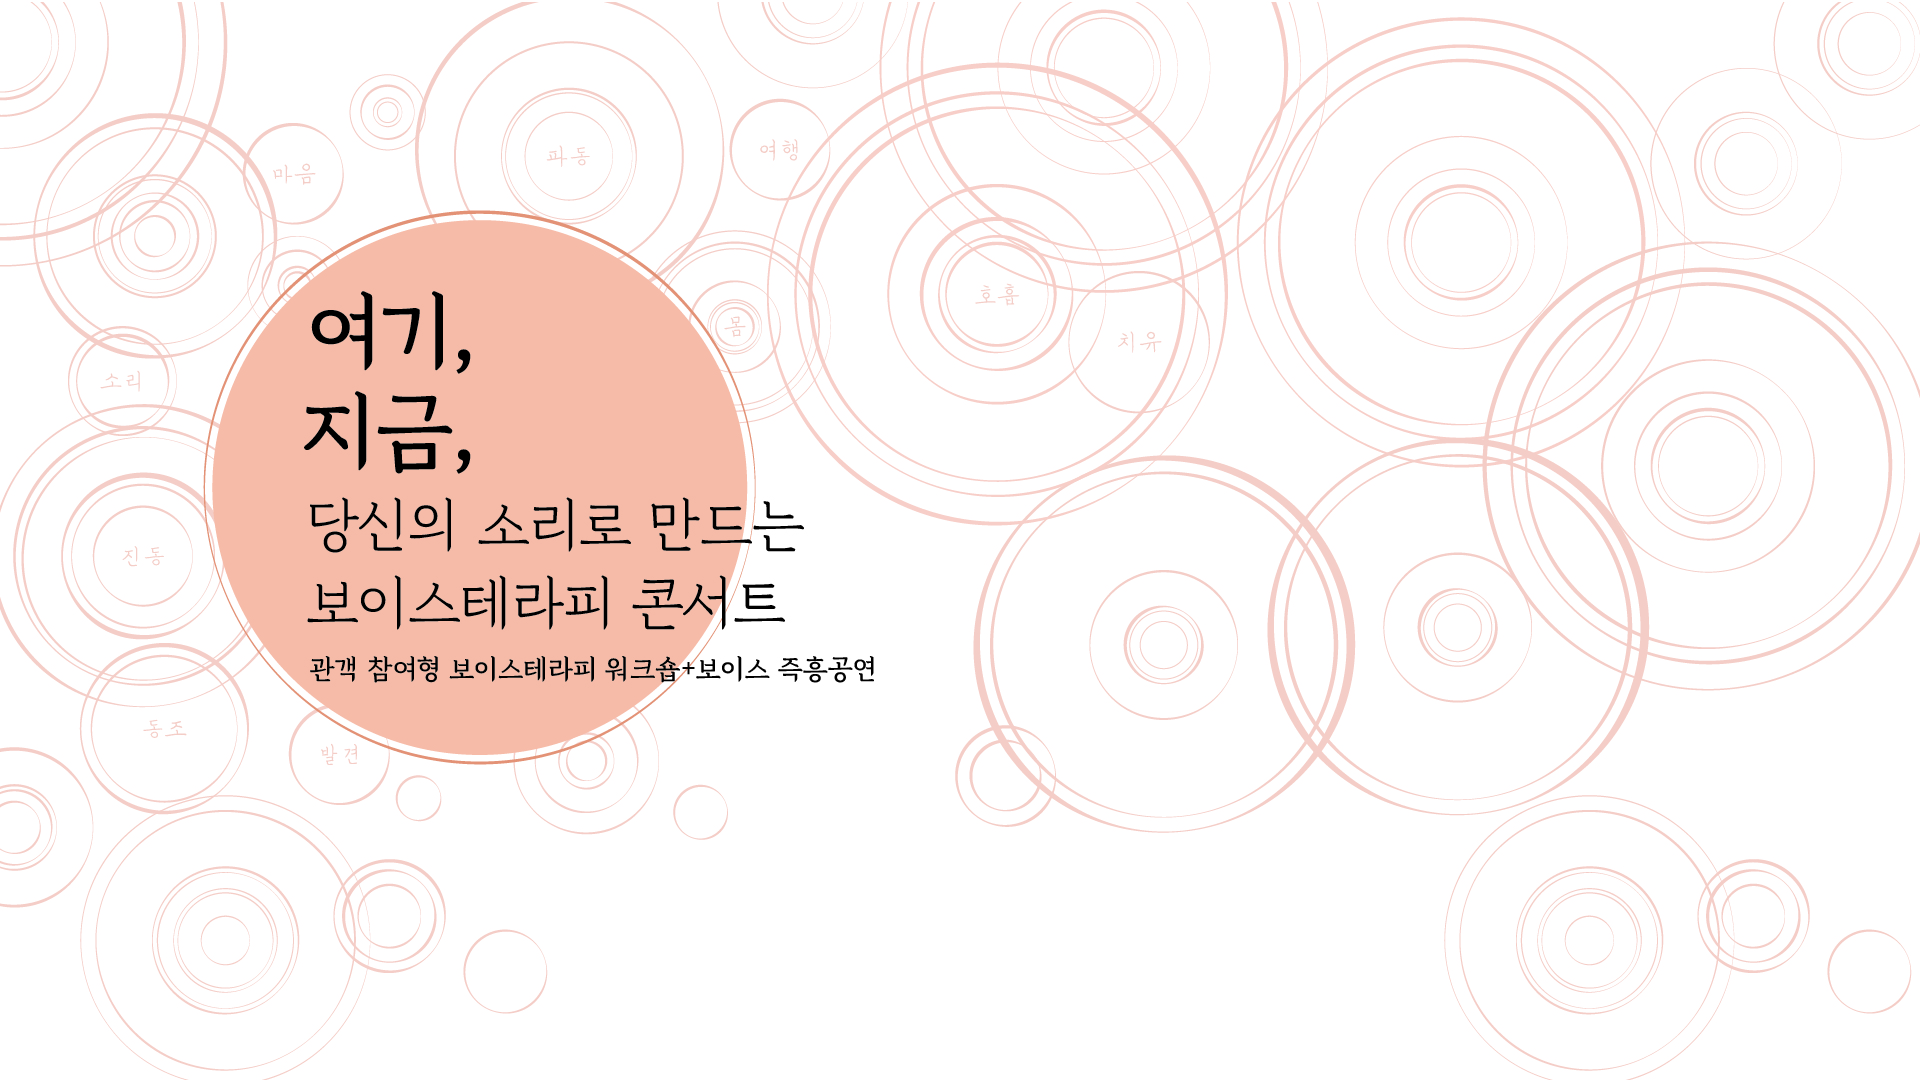 여기,
지금,
당신의 소리로 만드는
보이스테라피 콘서트
관객 참여형 보이스테라피 워크숍+보이스 즉흥공연
마음
파동
여행
소리
몸
호흡
치유
진동
동조
발견